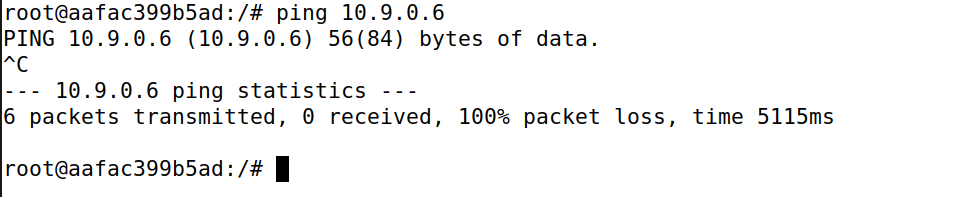 root@aafac399b5ad:/# ping 10.9.0.6
PING 10.9.0.6 (10.9.0.6) 56(84) bytes of data.
^C
--- 10.9.0.6 ping statistics ---
6 packets transmitted, 0 received, 100% packet loss, time 5115ms
root@aafac399b5ad:/#